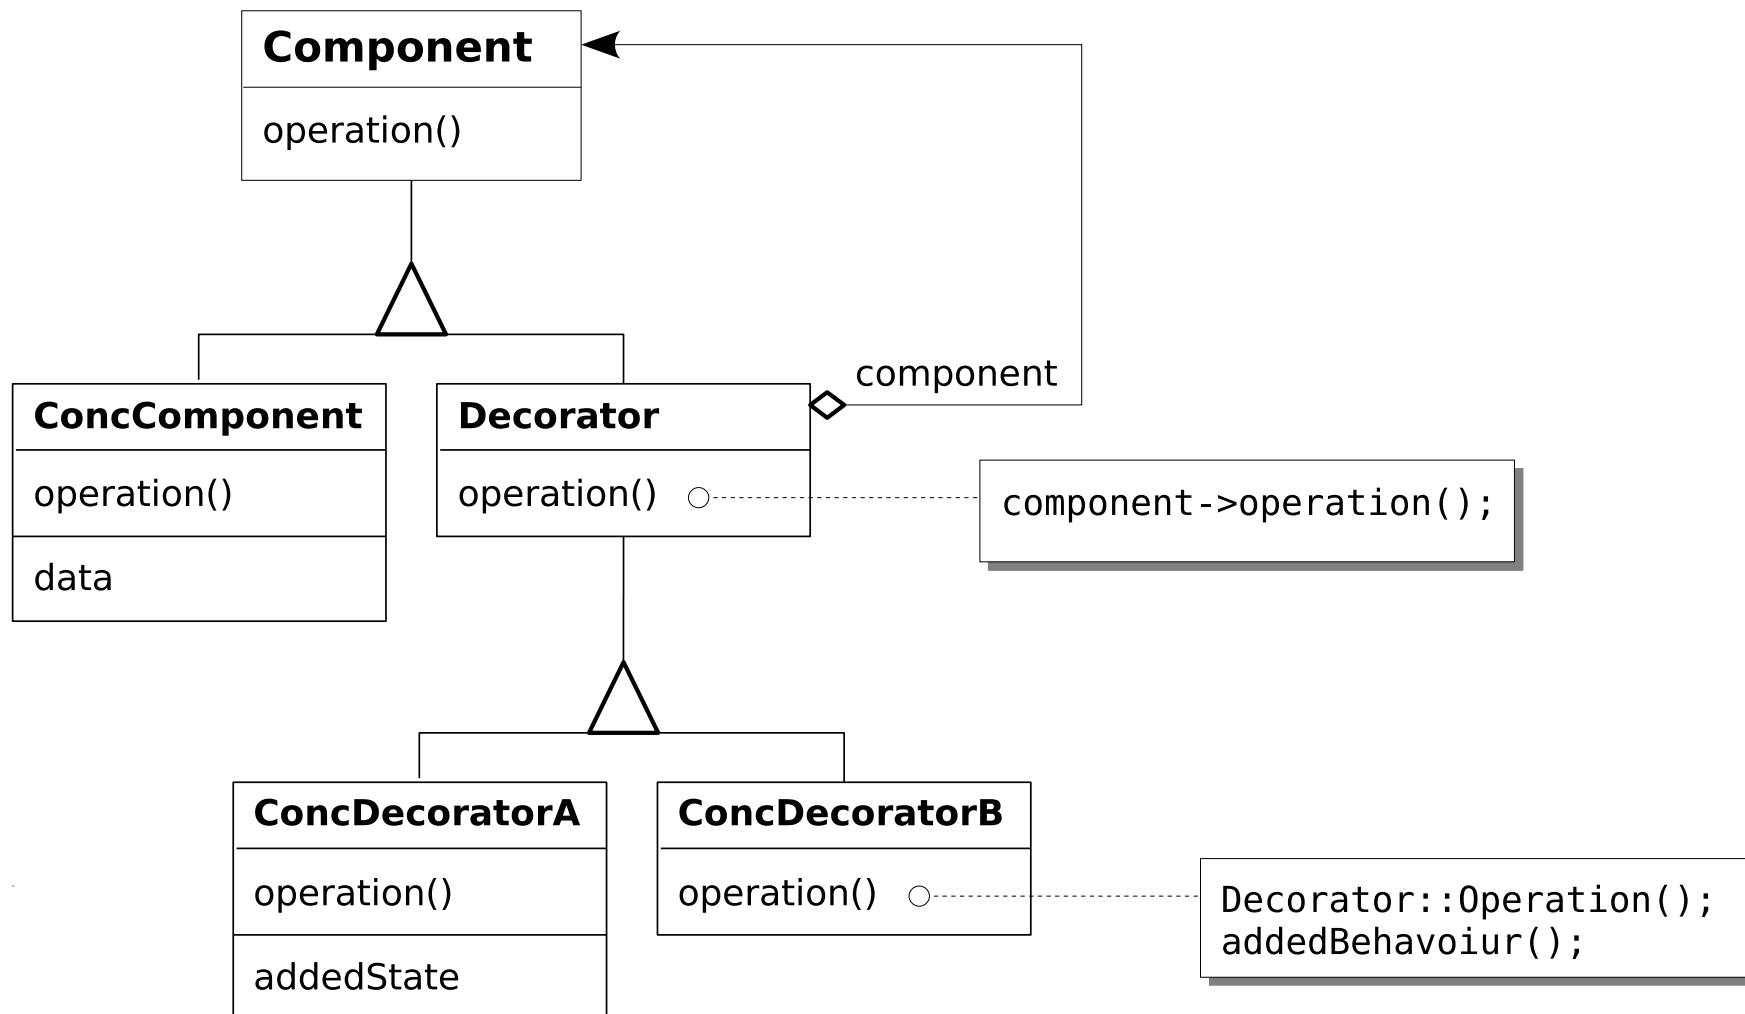 Component
operation()
component
ConcComponent
operation()
data
Decorator
operation()
component->operation();
ConcDecoratorA
operation()
addedState
ConcDecoratorB
operation()
Decorator::Operation();
addedBehavoiur();